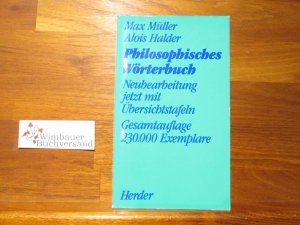 Max Müller
Alois Halder
Philosophisches
Wörterbuch
Neubearbeitung
jetzt mit
Übersichtstafeln
Gesamtauflage
230.000 Exemplare
Herder
Wimbauer
Buchversand